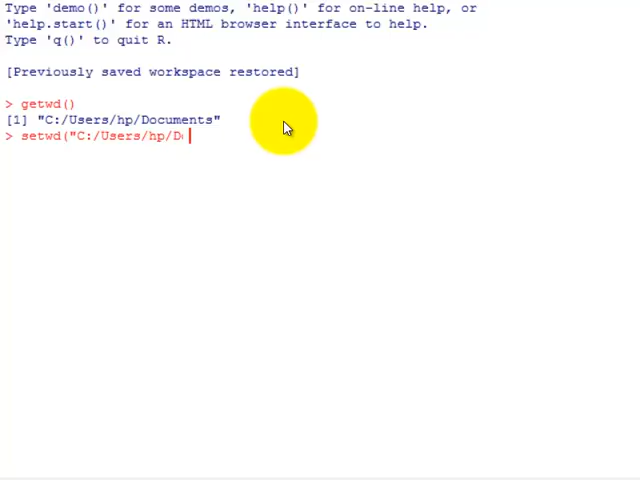 Type 'demo()' for some demos, 'help()' for on-line help, or
'help.start()' for an HTML browser interface to help.
Type 'q()' to quit R.
[Previously saved workspace restored]
> getwd()
[1] "C:/Users/hp/Documents"
> setwd("C:/Users/hp/Do